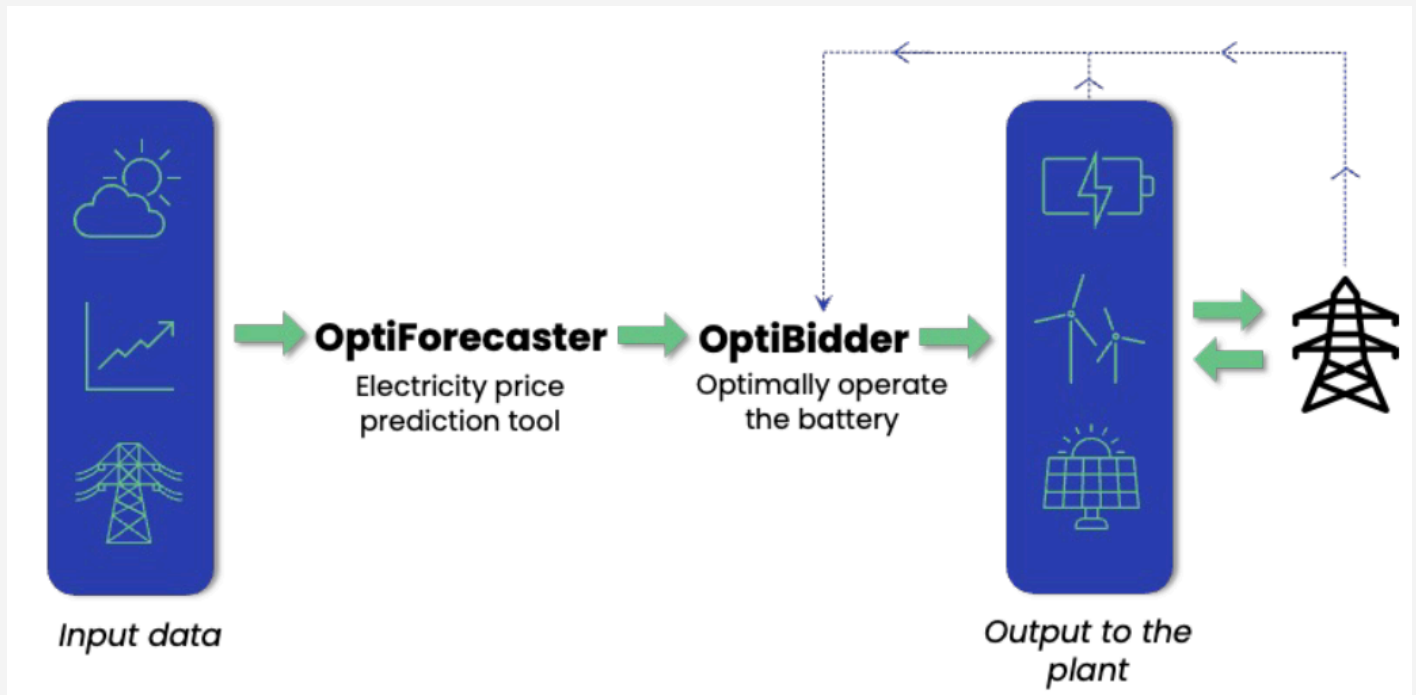 OptiForecaster
Electricity price
prediction tool
OptiBidder
Optimally operate
the battery
Input data
Output to the
plant